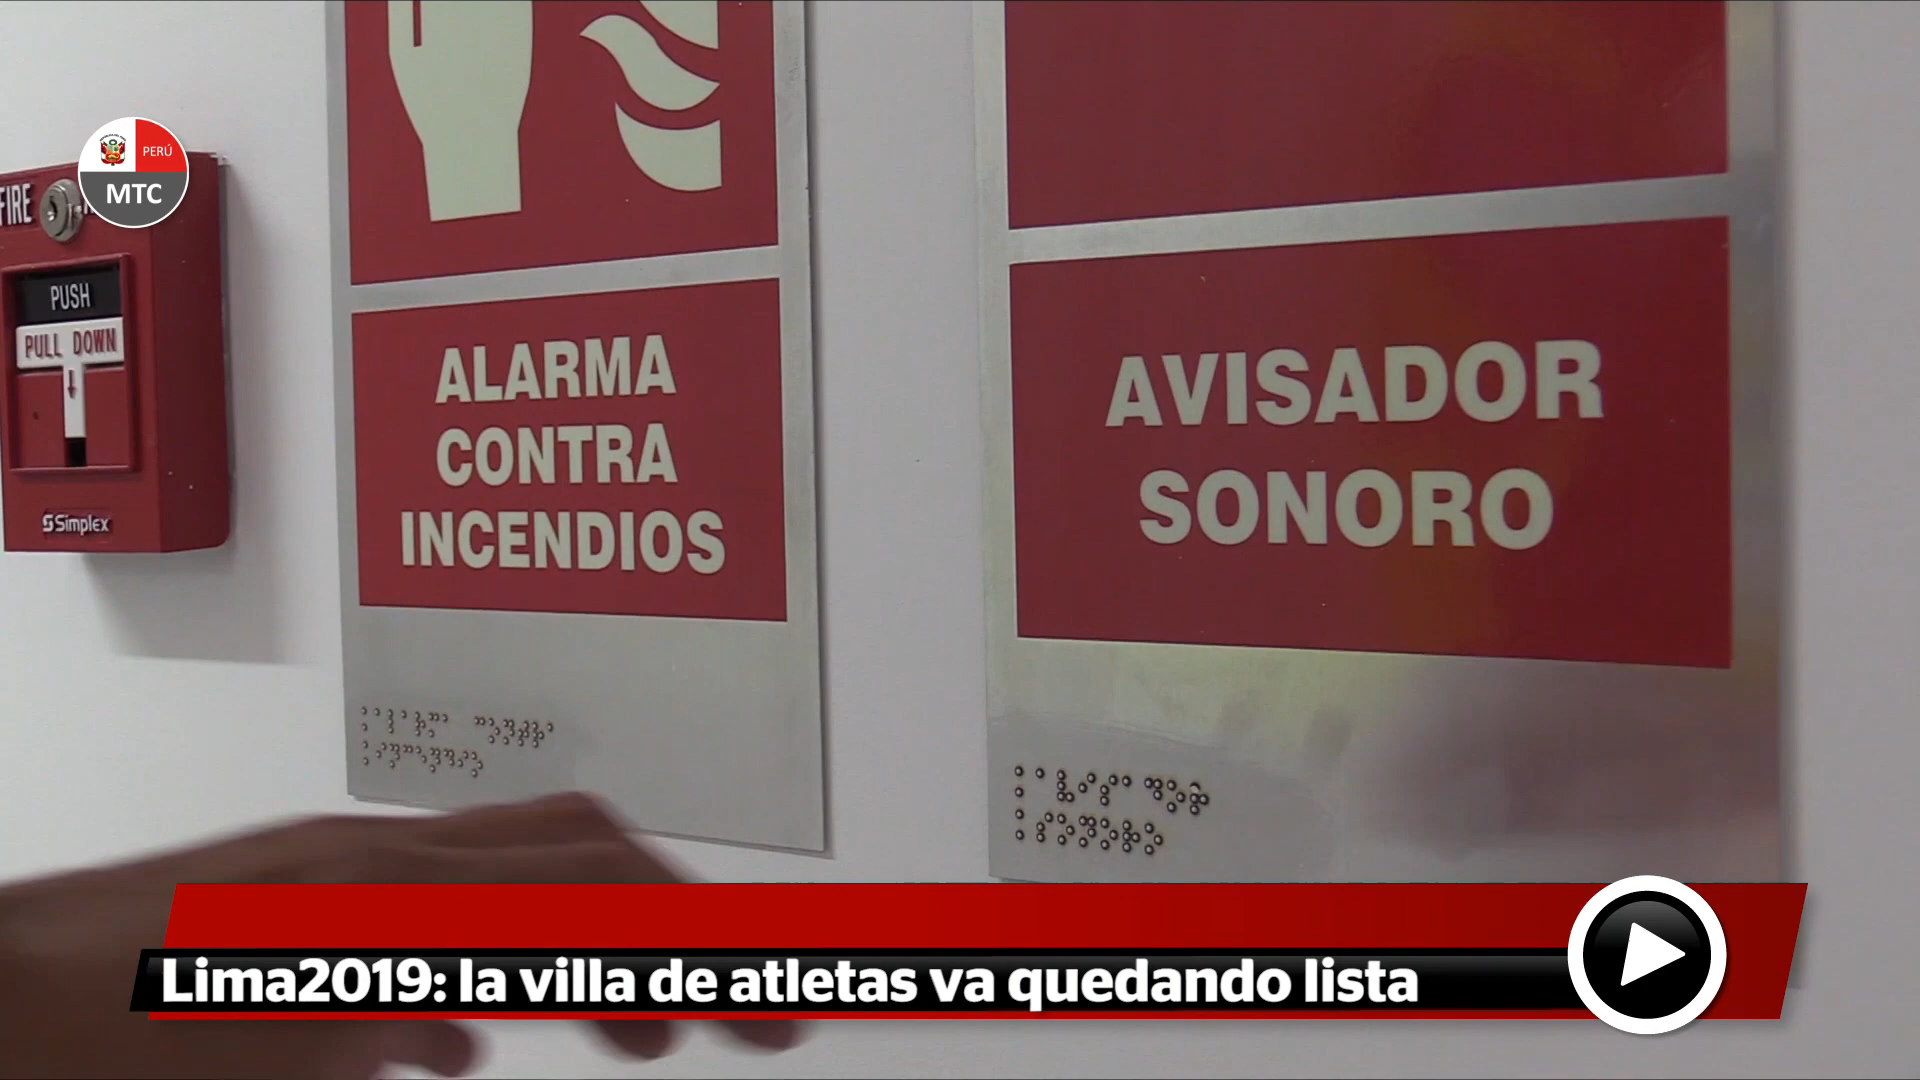 PERÚ
MTC
FIRE
PUSH
PULL DOWN
Simplex
ALARMA
CONTRA
INCENDIOS
AVISADOR
SONORO
Lima2019: la villa de atletas va quedando lista